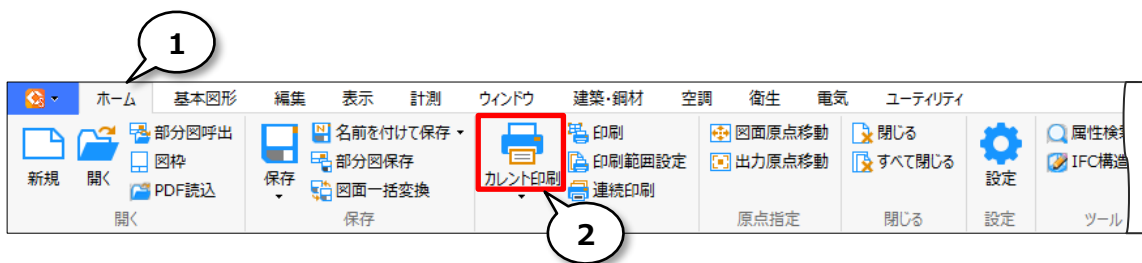 1
ホーム 基本図形 編集 表示 計測 ウィンドウ 建築・鋼材 空調 衛生 電気 ユーティリティ
新規
開く
部分図呼出
図枠
PDF読込
開く
保存
名前を付けて保存
部分図保存
図面一括変換
保存
カレント印刷
印刷
印刷範囲設定
連続印刷
2
図面原点移動
出力原点移動
原点指定
閉じる
すべて閉じる
閉じる
設定
設定
属性検
IFC構造
ツール